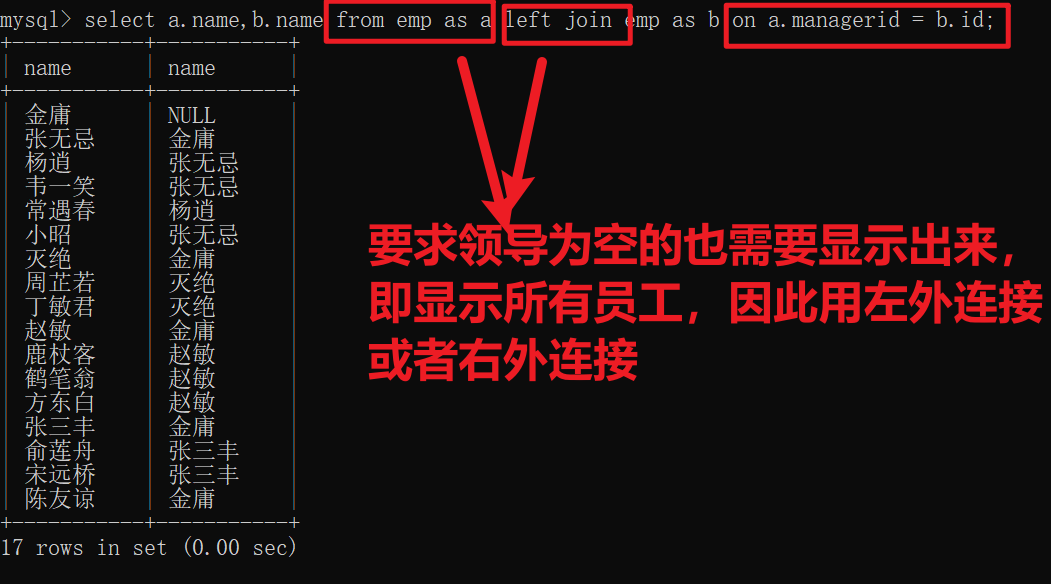 mysql> select a.name,b.name from emp as a left join emp as b on a.managerid = b.id;
+-----------+-----------+
| name | name |
+-----------+-----------+
| 金庸 | NULL |
| 张无忌 | 金庸 |
| 杨逍 | 张无忌 |
| 韦一笑 | 张无忌 |
| 常遇春 | 杨逍 |
| 小昭 | 张无忌 |
| 灭绝 | 金庸 |
| 周芷若 | 灭绝 |
| 丁敏君 | 灭绝 |
| 赵敏 | 金庸 |
| 鹿杖客 | 赵敏 |
| 鹤笔翁 | 赵敏 |
| 方东白 | 赵敏 |
| 张三丰 | 金庸 |
| 俞莲舟 | 张三丰 |
| 宋远桥 | 张三丰 |
| 陈友谅 | 金庸 |
+-----------+-----------+
17 rows in set (0.00 sec)
要求领导为空的也需要显示出来，
即显示所有员工，因此用左外连接
或者右外连接